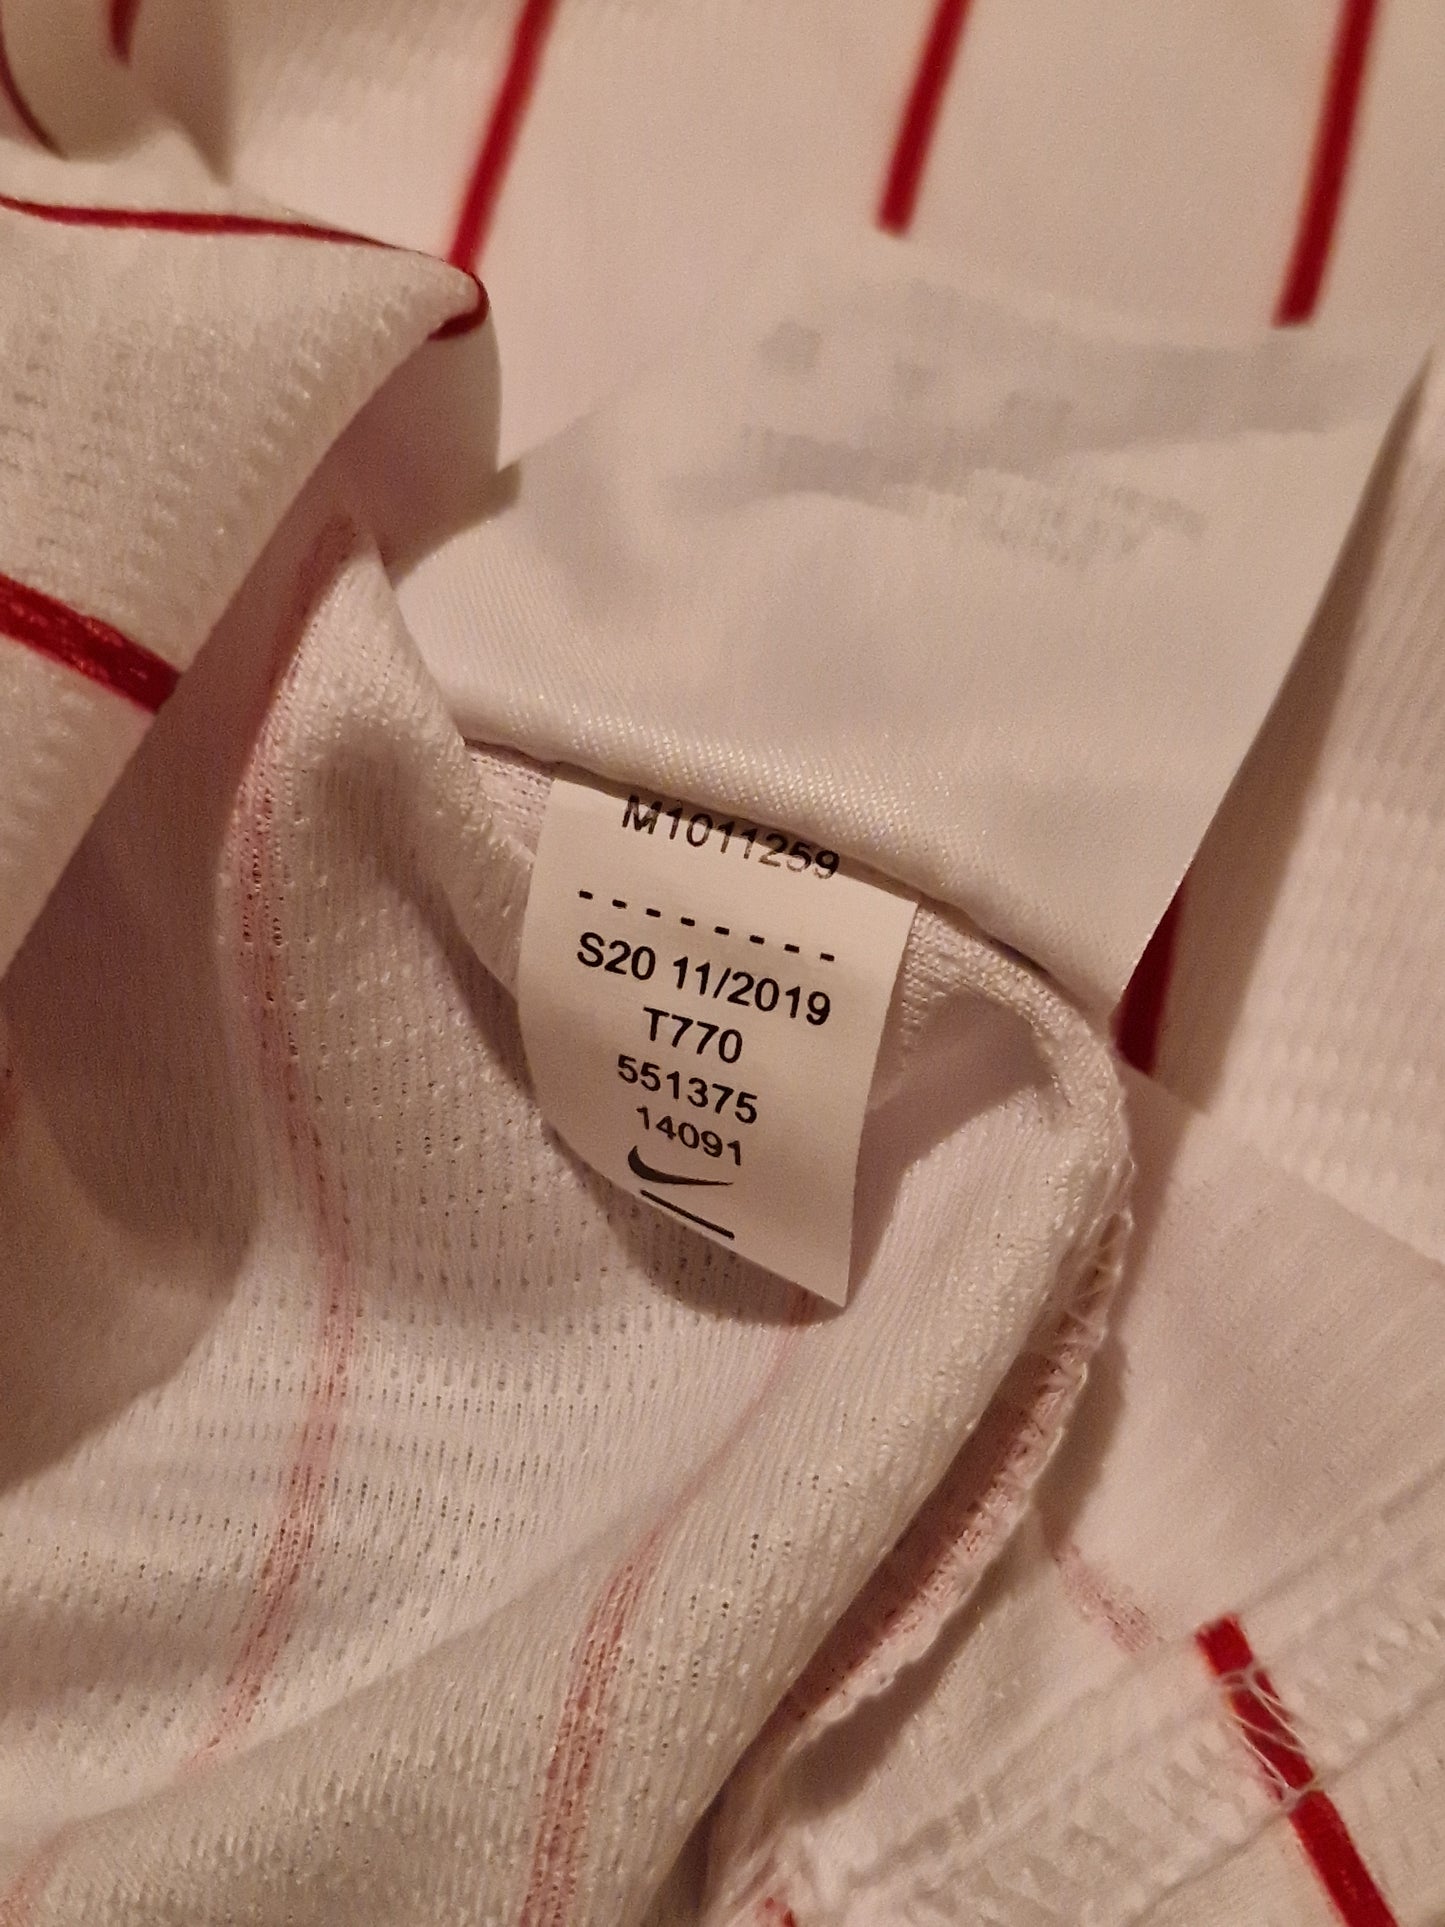 M1011259
--------
S20 11/2019
T770
551375
14091